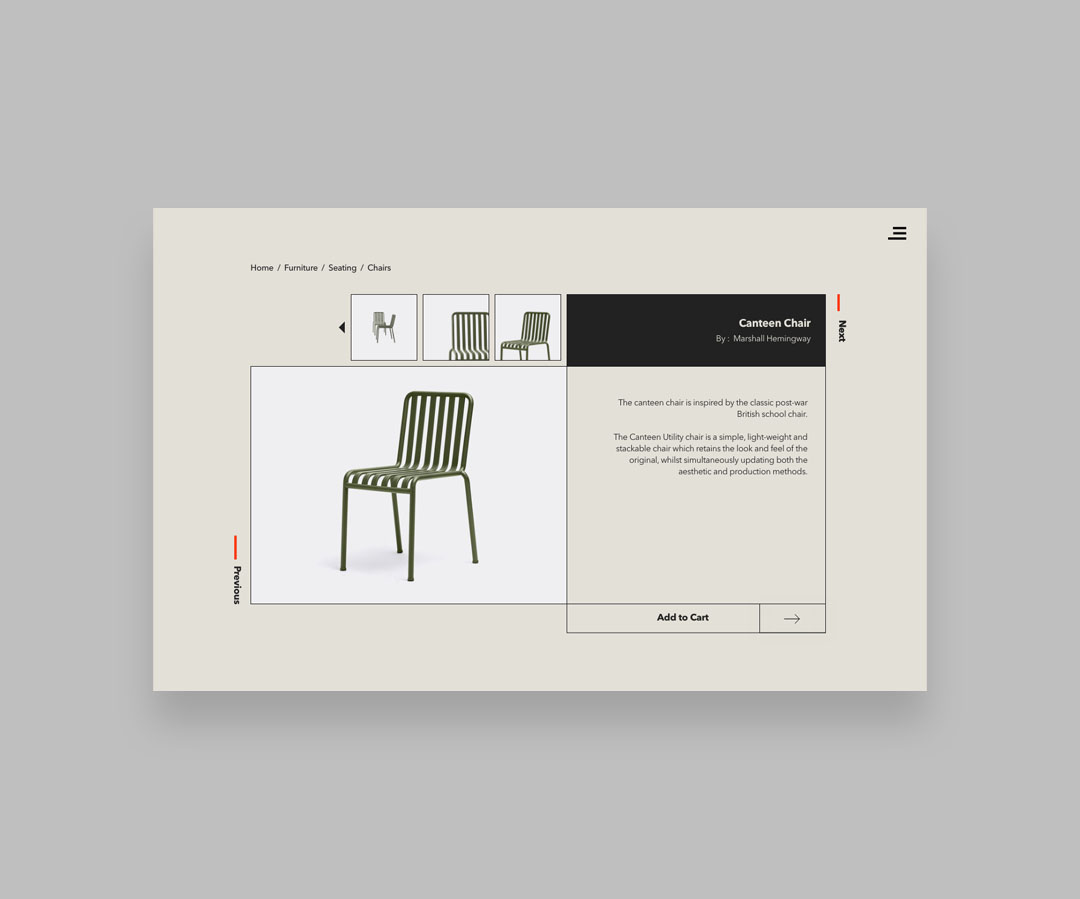 Home / Furniture / Seating / Chairs
Canteen Chair
By : Marshall Hemingway
Next
The canteen chair is inspired by the classic post-war
British school chair.
The Canteen Utility chair is a simple, light-weight and
stackable chair which retains the look and feel of the
original, whilst simultaneously updating both the
aesthetic and production methods.
Previous
Add to Cart